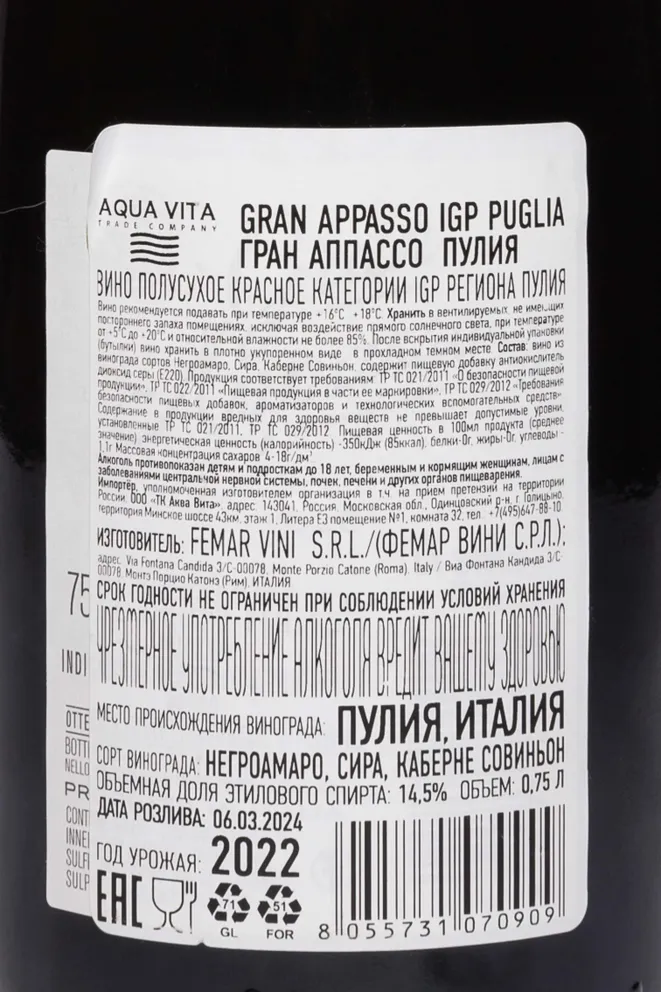 AQUA VITA
TRADE COMPANY
GRAN APPASSO IGP PUGLIA
ГРАН АППАССО ПУЛИЯ
ВИНО ПОЛУСУХОЕ КРАСНОЕ КАТЕГОРИИ IGP РЕГИОНА ПУЛИЯ
Вино рекомендуется подавать при температуре +16°C +18°C. Хранить в вентилируемых, не имеющих
постороннего запаха помещениях, исключая воздействие прямого солнечного света, при температуре
от +5°C до +20°C и относительной влажности не более 85%. После вскрытия индивидуальной упаковки
(бутылки) вино хранить в плотно укупоренном виде в прохладном темном месте. Состав: вино из
винограда сортов Негроамаро, Сира, Каберне Совиньон, содержит пищевую добавку антиокислитель
диоксид серы (Е220). Продукция соответствует требованиям: ТР ТС 021/2011 «О безопасности пищевой
продукции», ТР ТС 022/2011 «Пищевая продукция в части ее маркировки», ТР ТС 029/2012 «Требования
безопасности пищевых добавок, ароматизаторов и технологических вспомогательных средств».
Содержание в продукции вредных для здоровья веществ не превышает допустимые уровни,
установленные ТР ТС 021/2011, ТР ТС 029/2012. Пищевая ценность в 100мл продукта (среднее
значение) энергетическая ценность (калорийность) -350кДж (85ккал), белки-0г, жиры-0г, углеводы -
1,1г Массовая концентрация сахаров 4-18г/дм³
Алкоголь противопоказан детям и подросткам до 18 лет, беременным и кормящим женщинам, лицам с
заболеваниями центральной нервной системы, почек, печени и других органов пищеварения.
Импортёр, уполномоченная изготовителем организация в т.ч. на прием претензий на территории
России: ООО «ТК Аква Вита», адрес: 143041, Россия, Московская обл., Одинцовский р-н, г. Голицыно,
территория Минское шоссе 43км, этаж 1, Литера Е3 помещение №1, комната 32, тел. +7(495)647-88-10.
ИЗГОТОВИТЕЛЬ: FEMAR VINI S.R.L./(ФЕМАР ВИНИ С.Р.Л.);
адрес: Via Fontana Candida 3/C-00078, Monte Porzio Catone (Roma), Italy / Виа Фонтана Кандида 3/С-
00078, Монтэ Порцио Катонэ (Рим), ИТАЛИЯ
СРОК ГОДНОСТИ НЕ ОГРАНИЧЕН ПРИ СОБЛЮДЕНИИ УСЛОВИЙ ХРАНЕНИЯ
ЧРЕЗМЕРНОЕ УПОТРЕБЛЕНИЕ АЛКОГОЛЯ ВРЕДИТ ВАШЕМУ ЗДОРОВЬЮ
МЕСТО ПРОИСХОЖДЕНИЯ ВИНОГРАДА: ПУЛИЯ, ИТАЛИЯ
СОРТ ВИНОГРАДА: НЕГРОАМАРО, СИРА, КАБЕРНЕ СОВИНЬОН
ОБЪЕМНАЯ ДОЛЯ ЭТИЛОВОГО СПИРТА: 14,5% ОБЪЕМ: 0,75 Л
ДАТА РОЗЛИВА: 06.03.2024
ГОД УРОЖАЯ: 2022
EAC
71
GL
51
FOR
8 055731 070909
75
INDI
OTTE
BOTTI
NELLO
PR
CONT
INNE
SULFI
SULP